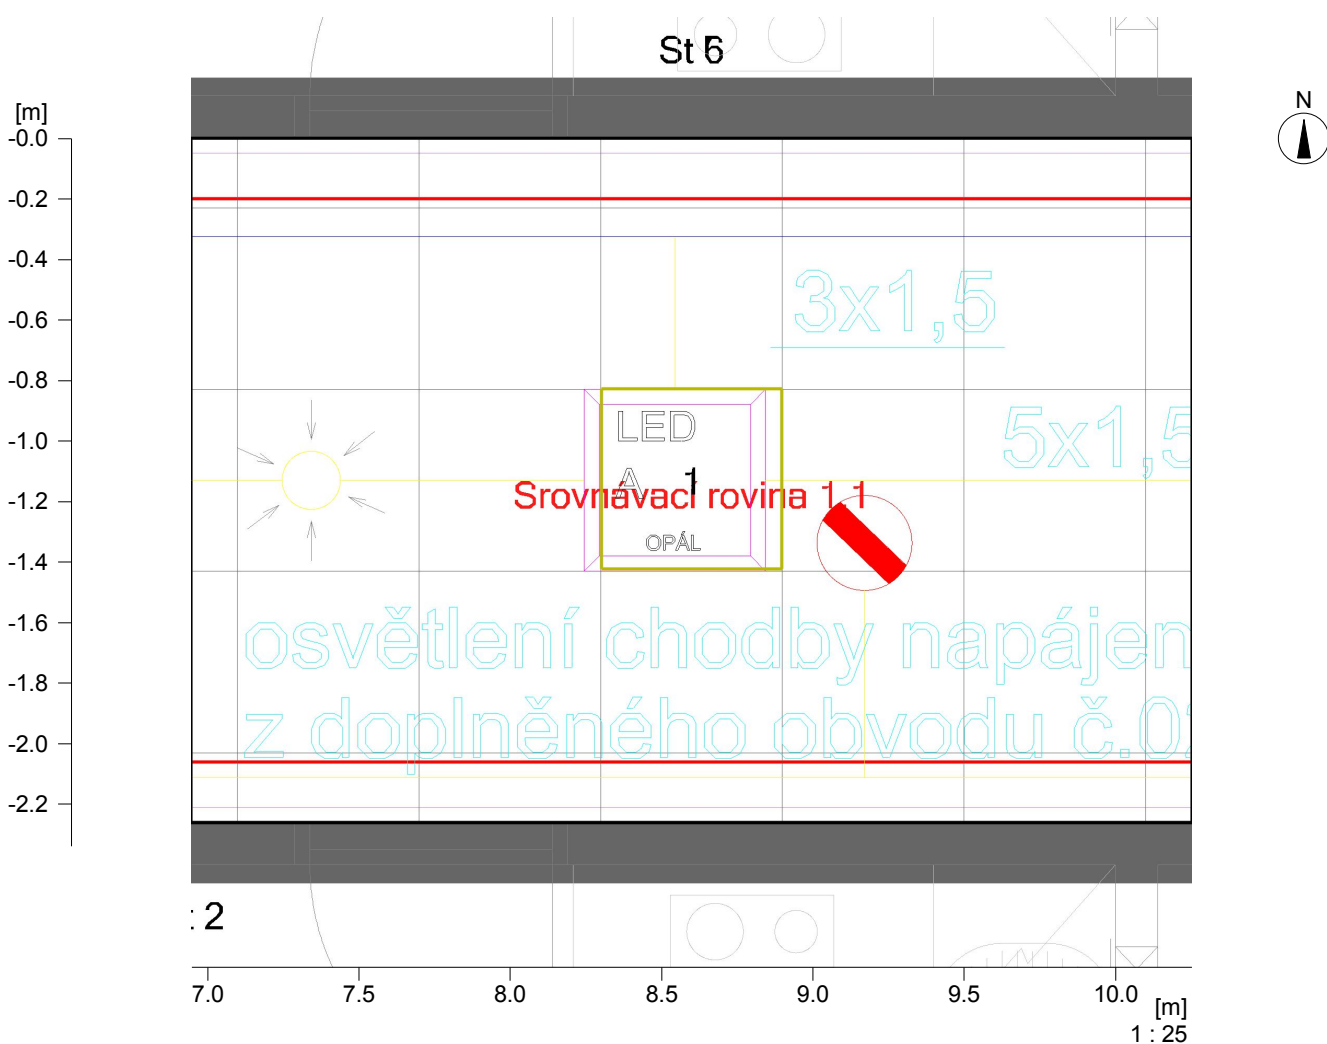 St 6
[m]
N
-0.0
-0.2
-0.4
3x1,5
-0.6
-0.8
LED
5x1,5
-1.0
A 1
Srovnávací rovina 1.1
-1.2
OPÁL
-1.4
-1.6
osvětlení chodby napájen
-1.8
z doplněného obvodu č.02
-2.0
-2.2
: 2
7.0 7.5 8.0 8.5 9.0 9.5 10.0 [m]
1 : 25